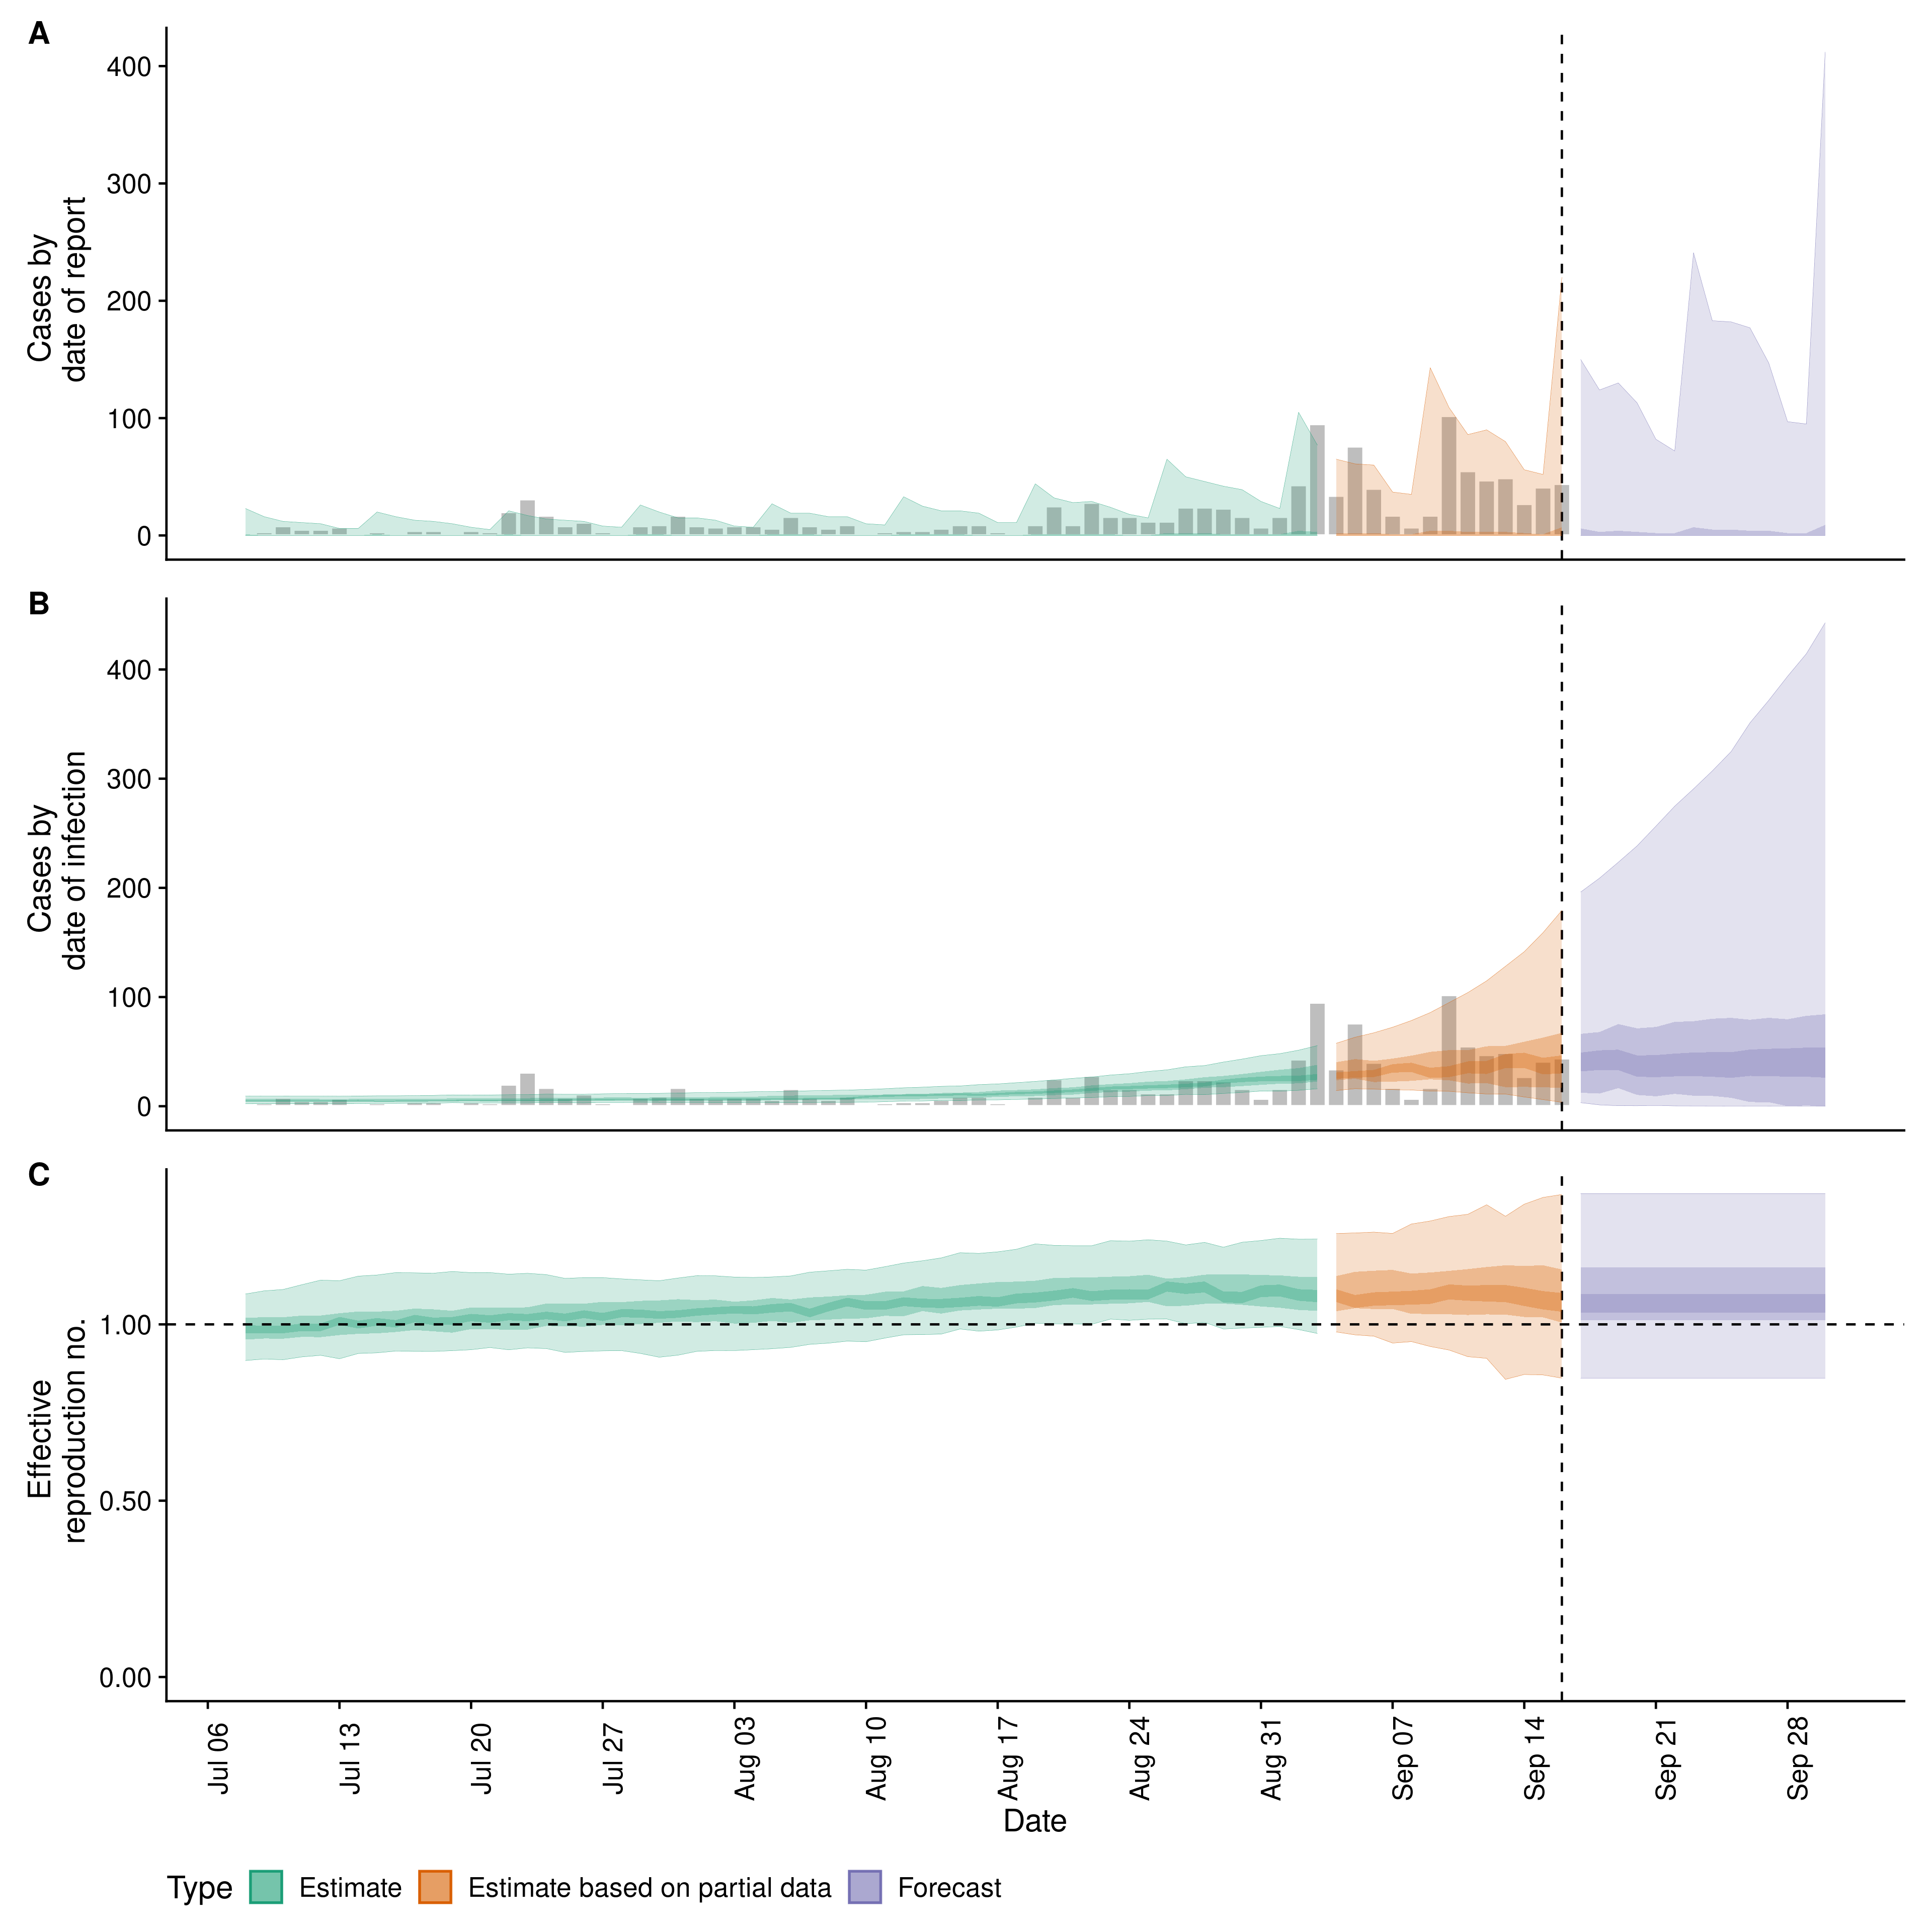 A
400
300
200
100
0
Cases by
date of report
B
400
300
200
100
0
Cases by
date of infection
C
1.00
0.50
0.00
Effective
reproduction no.
Jul 06
Jul 13
Jul 20
Jul 27
Aug 03
Aug 10
Aug 17
Aug 24
Aug 31
Sep 07
Sep 14
Sep 21
Sep 28
Date
Type Estimate Estimate based on partial data Forecast